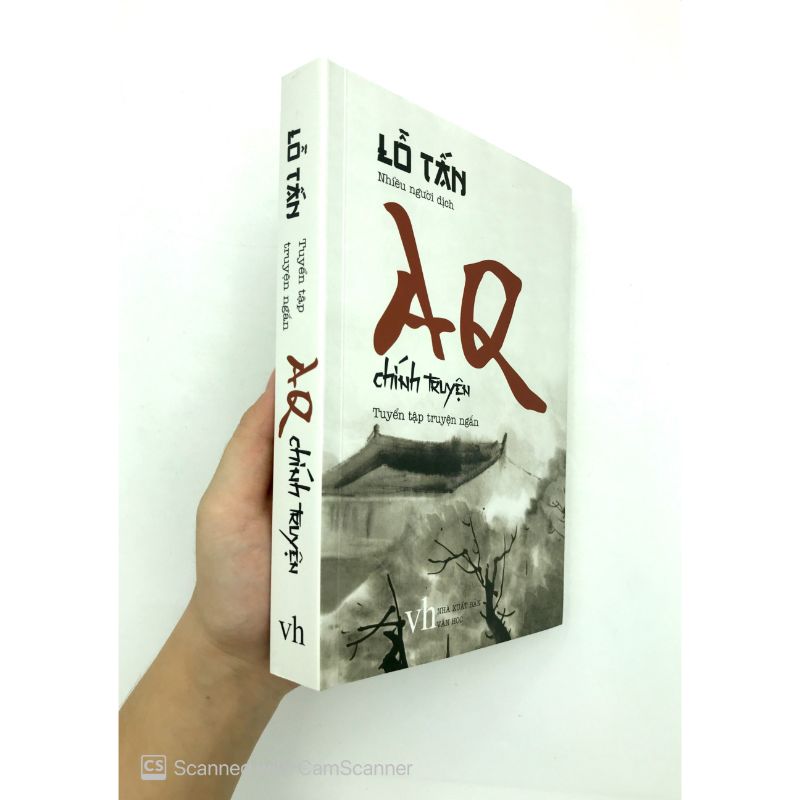 LỖ TẤN
Tuyển tập
truyện ngắn
AQ
chính truyện
vh
LỖ TẤN
Nhiều người dịch
AQ
chính truyện
Tuyển tập truyện ngắn
vh
NHÀ XUẤT BẢN
VĂN HỌC
CS
Scanned with CamScanner